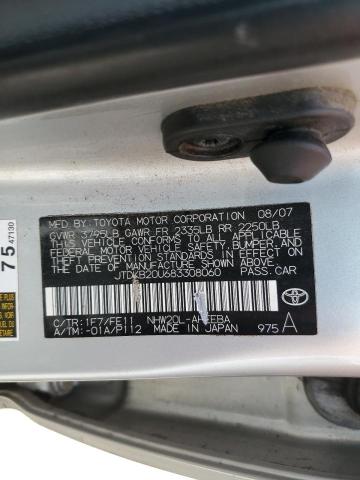 MFD. BY TOYOTA MOTOR CORPORATION 08/07
GVWR 3795LB GAWR FR 2335LB RR 2250LB
THIS VEHICLE CONFORMS TO ALL APPLICABLE
FEDERAL MOTOR VEHICLE SAFETY, BUMPER, AND
THEFT PREVENTION STANDARDS IN EFFECT ON
THE DATE OF MANUFACTURE SHOWN ABOVE.
JTDKB20U683308060 PASS.CAR
C/TR:1F7/FE11 NHW20L-AHEEBA
A/TM:-01A/P112 MADE IN JAPAN 975 A
TOYOTA
75 47130